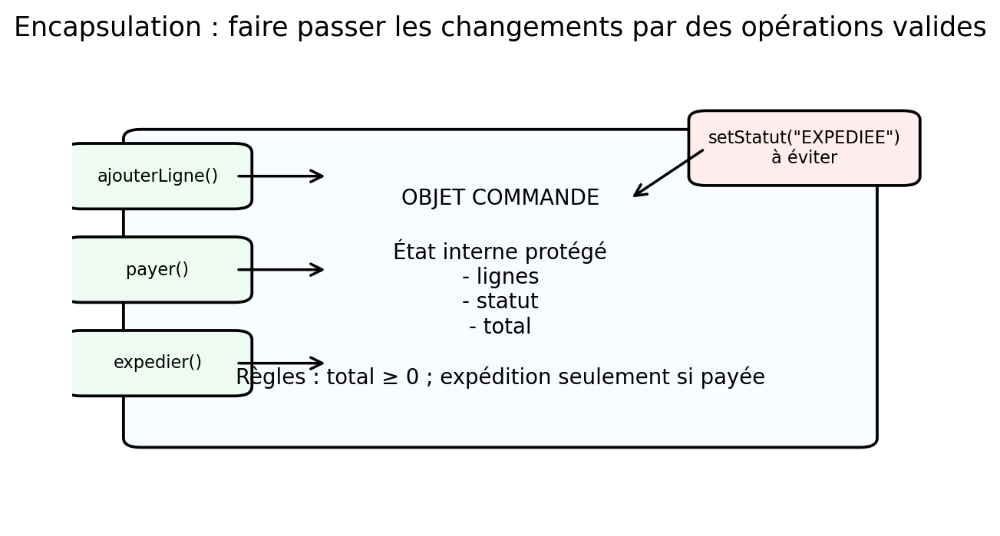 Encapsulation : faire passer les changements par des opérations valides
setStatut("EXPEDIEE")
à éviter
ajouterLigne()
OBJET COMMANDE
État interne protégé
payer()
- lignes
- statut
- total
expedier()
Règles : total ≥ 0 ; expédition seulement si payée